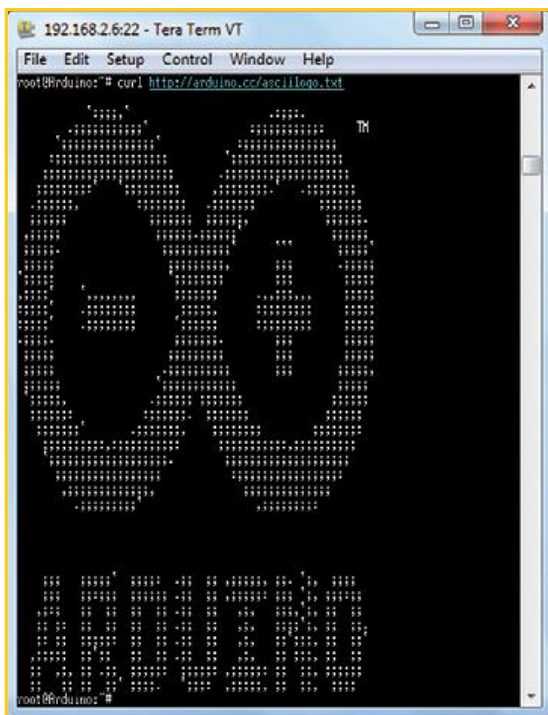 192.168.2.6:22 - Tera Term VT
File Edit Setup Control Window Help
root@Arduino:~# curl http://arduino.cc/asciilogo.txt
TM
ARDUINO
root@Arduino:~#